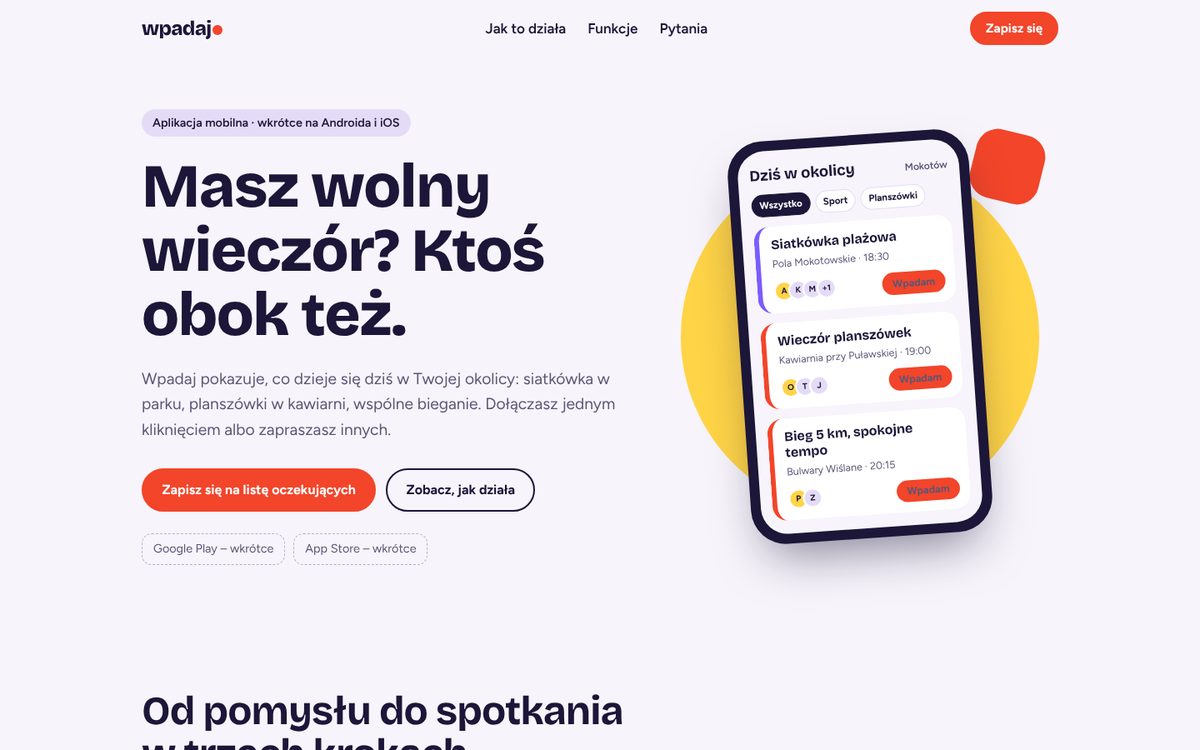 wpadaj
Jak to działa
Funkcje
Pytania
Zapisz się
Aplikacja mobilna · wkrótce na Androida i iOS
Masz wolny
wieczór? Ktoś
obok też.
Wpadaj pokazuje, co dzieje się dziś w Twojej okolicy: siatkówka w
parku, planszówki w kawiarni, wspólne bieganie. Dołączasz jednym
kliknięciem albo zapraszasz innych.
Zapisz się na listę oczekujących
Zobacz, jak działa
Google Play – wkrótce
App Store – wkrótce
Dziś w okolicy
Mokotów
Wszystko
Sport
Planszówki
Siatkówka plażowa
Pola Mokotowskie · 18:30
A K M +1
Wpadam
Wieczór planszówek
Kawiarnia przy Puławskiej · 19:00
O T J
Wpadam
Bieg 5 km, spokojne
tempo
Bulwary Wiślane · 20:15
P Z
Wpadam
Od pomysłu do spotkania
w trzech krokach